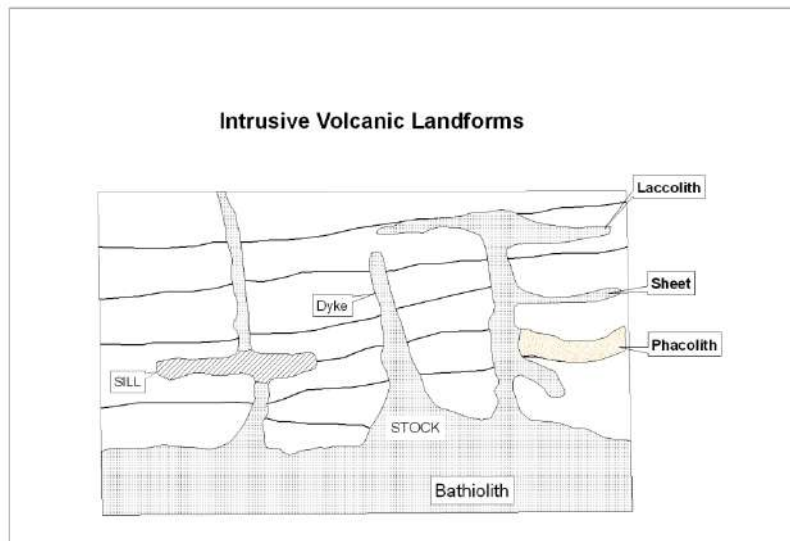 Intrusive Volcanic Landforms
Laccolith
Sheet
Dyke
Phacolith
SILL
STOCK
Bathiolith